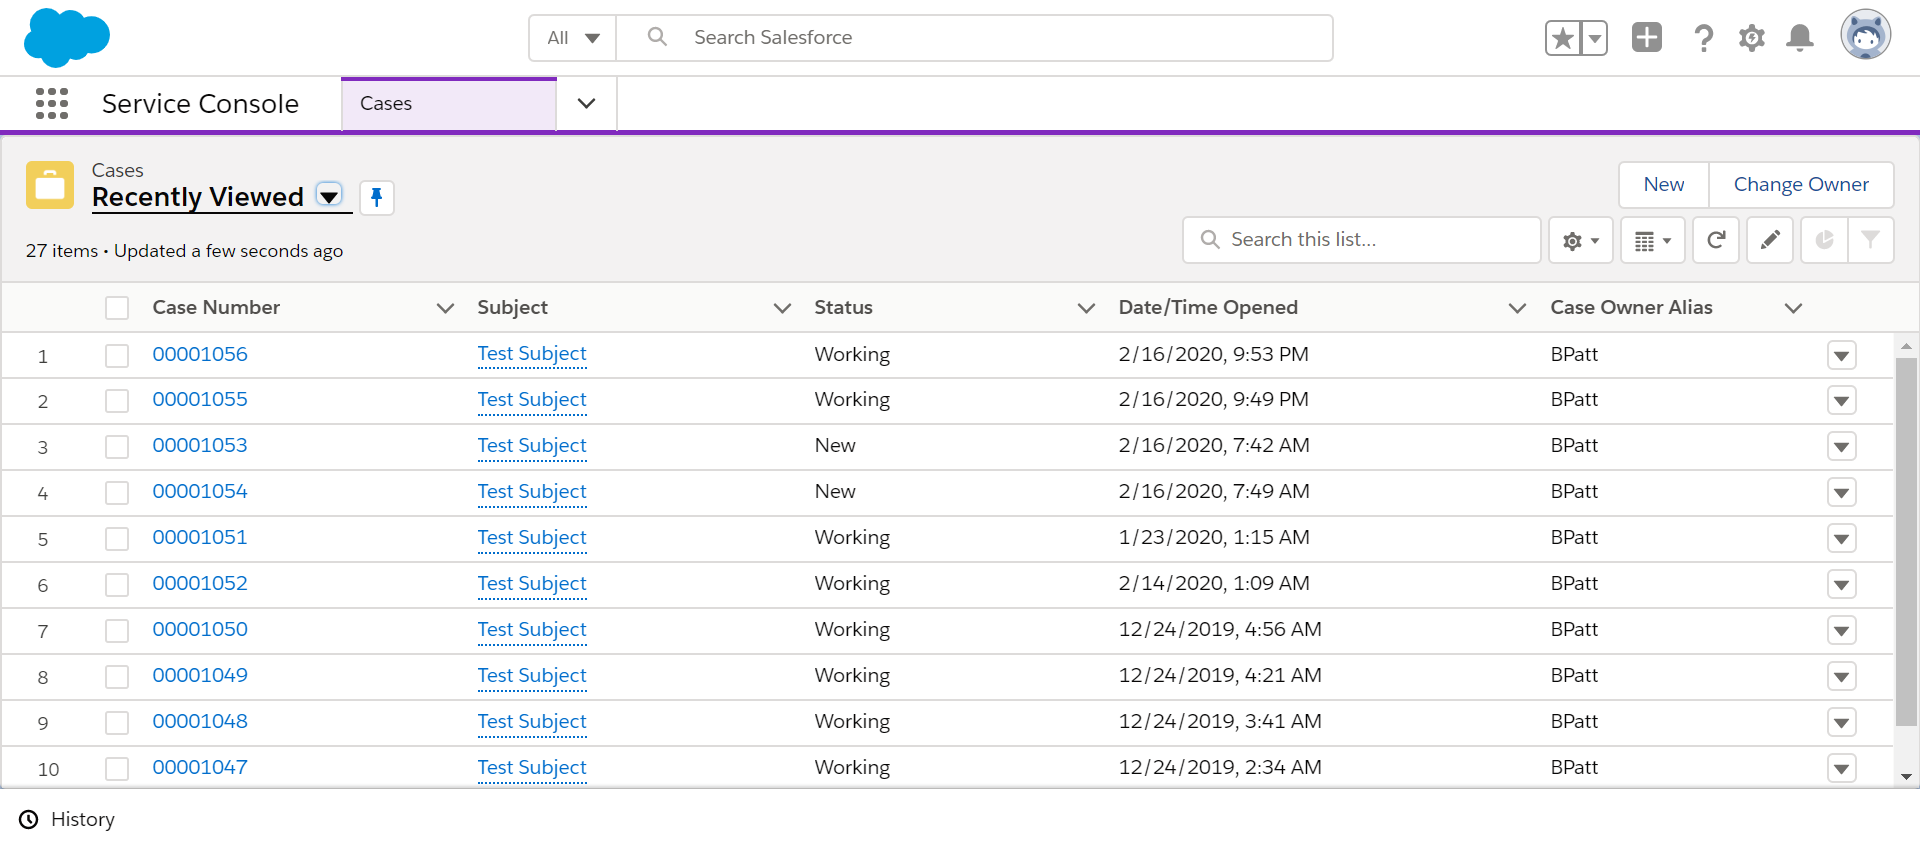 All
Search Salesforce
Service Console
Cases
Cases
Recently Viewed
New
Change Owner
27 items • Updated a few seconds ago
Search this list...
Case Number Subject Status Date/Time Opened Case Owner Alias
1 00001056 Test Subject Working 2/16/2020, 9:53 PM BPatt
2 00001055 Test Subject Working 2/16/2020, 9:49 PM BPatt
3 00001053 Test Subject New 2/16/2020, 7:42 AM BPatt
4 00001054 Test Subject New 2/16/2020, 7:49 AM BPatt
5 00001051 Test Subject Working 1/23/2020, 1:15 AM BPatt
6 00001052 Test Subject Working 2/14/2020, 1:09 AM BPatt
7 00001050 Test Subject Working 12/24/2019, 4:56 AM BPatt
8 00001049 Test Subject Working 12/24/2019, 4:21 AM BPatt
9 00001048 Test Subject Working 12/24/2019, 3:41 AM BPatt
10 00001047 Test Subject Working 12/24/2019, 2:34 AM BPatt
History